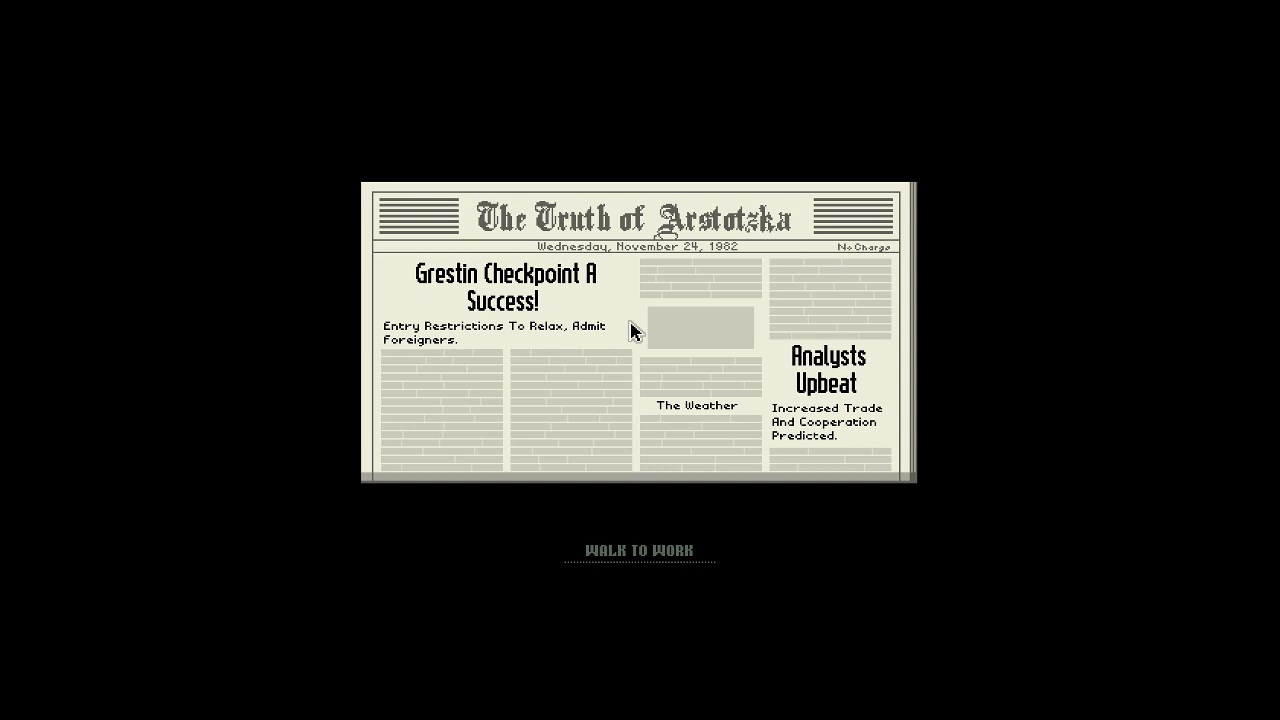 The Truth of Arstotzka
Wednesday, November 24, 1982
No Charge
Grestin Checkpoint A
Success!
Entry Restrictions To Relax, Admit
Foreigners.
The Weather
Analysts
Upbeat
Increased Trade
And Cooperation
Predicted.
WALK TO WORK